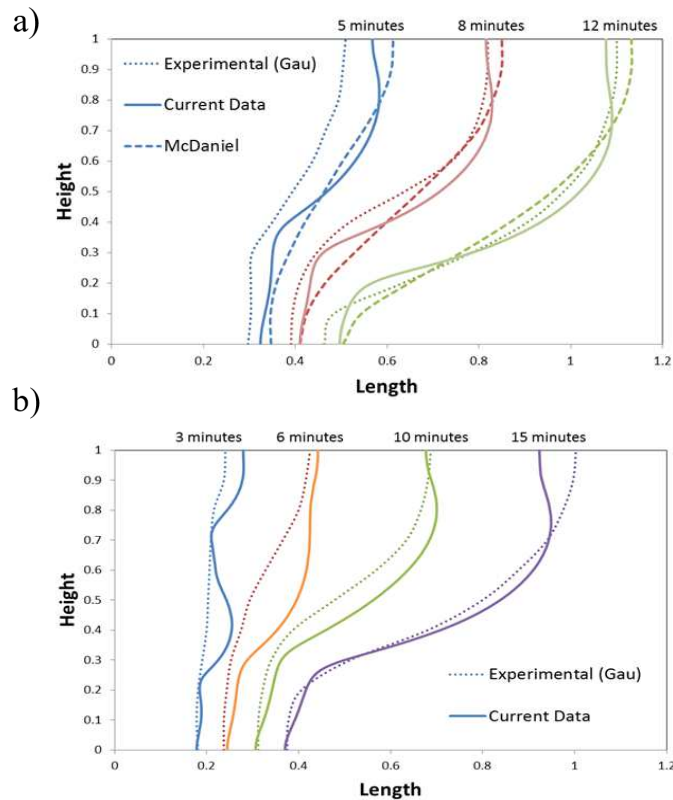 a)
5 minutes 8 minutes 12 minutes
1
Experimental (Gau)
0.9
0.8
Current Data
0.7
McDaniel
0.6
Height
0.5
0.4
0.3
0.2
0.1
0
0 0.2 0.4 0.6 0.8 1 1.2
Length
b)
3 minutes 6 minutes 10 minutes 15 minutes
1
0.9
0.8
0.7
0.6
Height
0.5
0.4
0.3
Experimental (Gau)
0.2
0.1
Current Data
0
0 0.2 0.4 0.6 0.8 1 1.2
Length